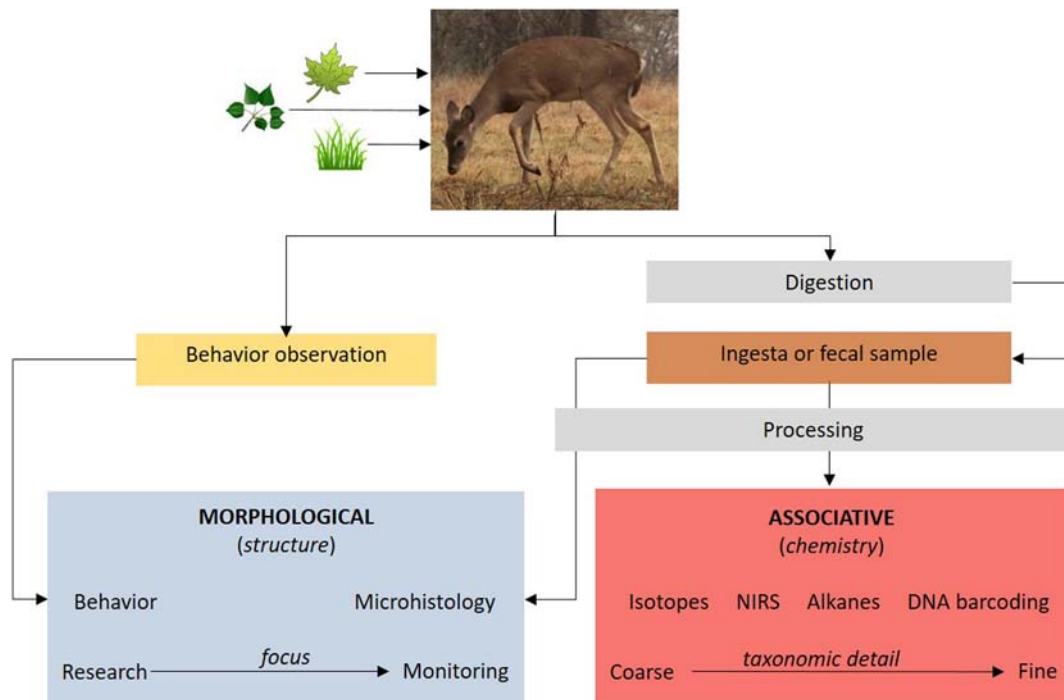 Digestion
Behavior observation
Ingesta or fecal sample
Processing
MORPHOLOGICAL
(structure)
Behavior
Microhistology
Research
focus
Monitoring
ASSOCIATIVE
(chemistry)
Isotopes NIRS Alkanes DNA barcoding
Coarse
taxonomic detail
Fine